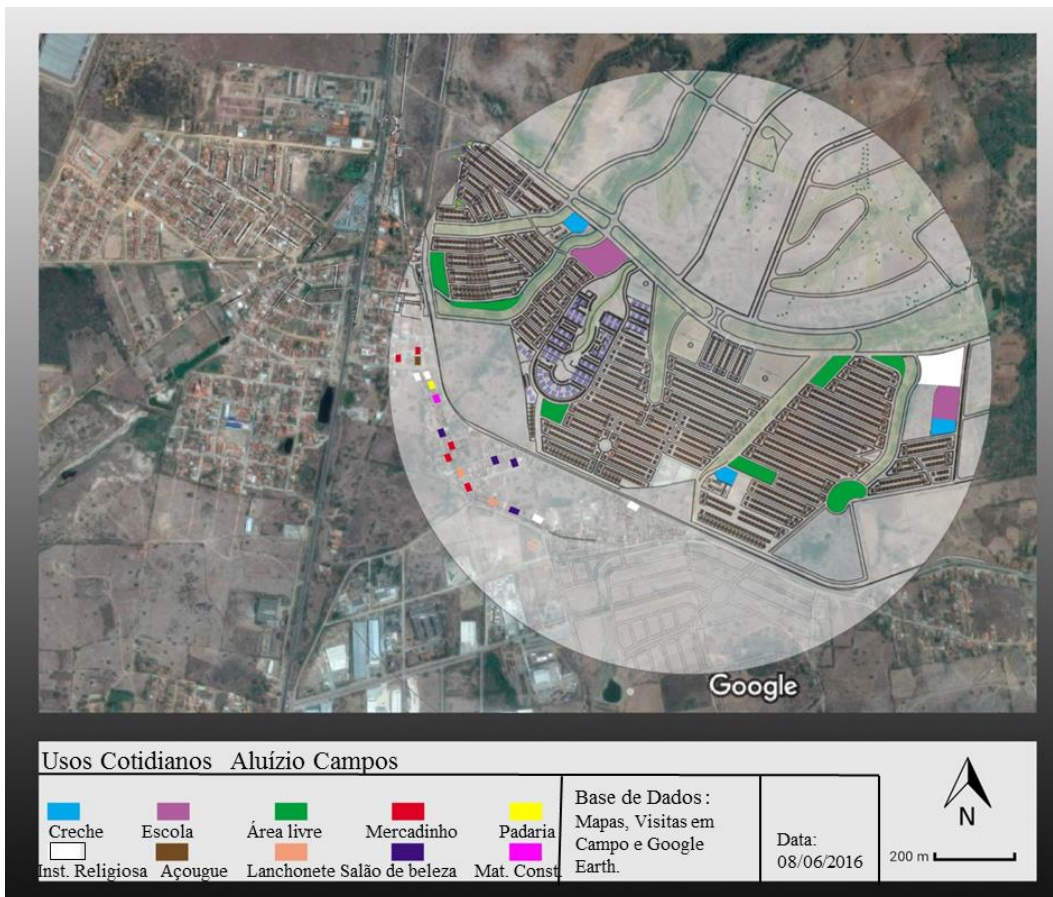 Google
Usos Cotidianos Aluízio Campos
Creche Escola Área livre Mercadinho Padaria
Inst. Religiosa Açougue Lanchonete Salão de beleza Mat. Const.
Base de Dados :
Mapas, Visitas em
Campo e Google
Earth.
Data:
08/06/2016
N
200 m